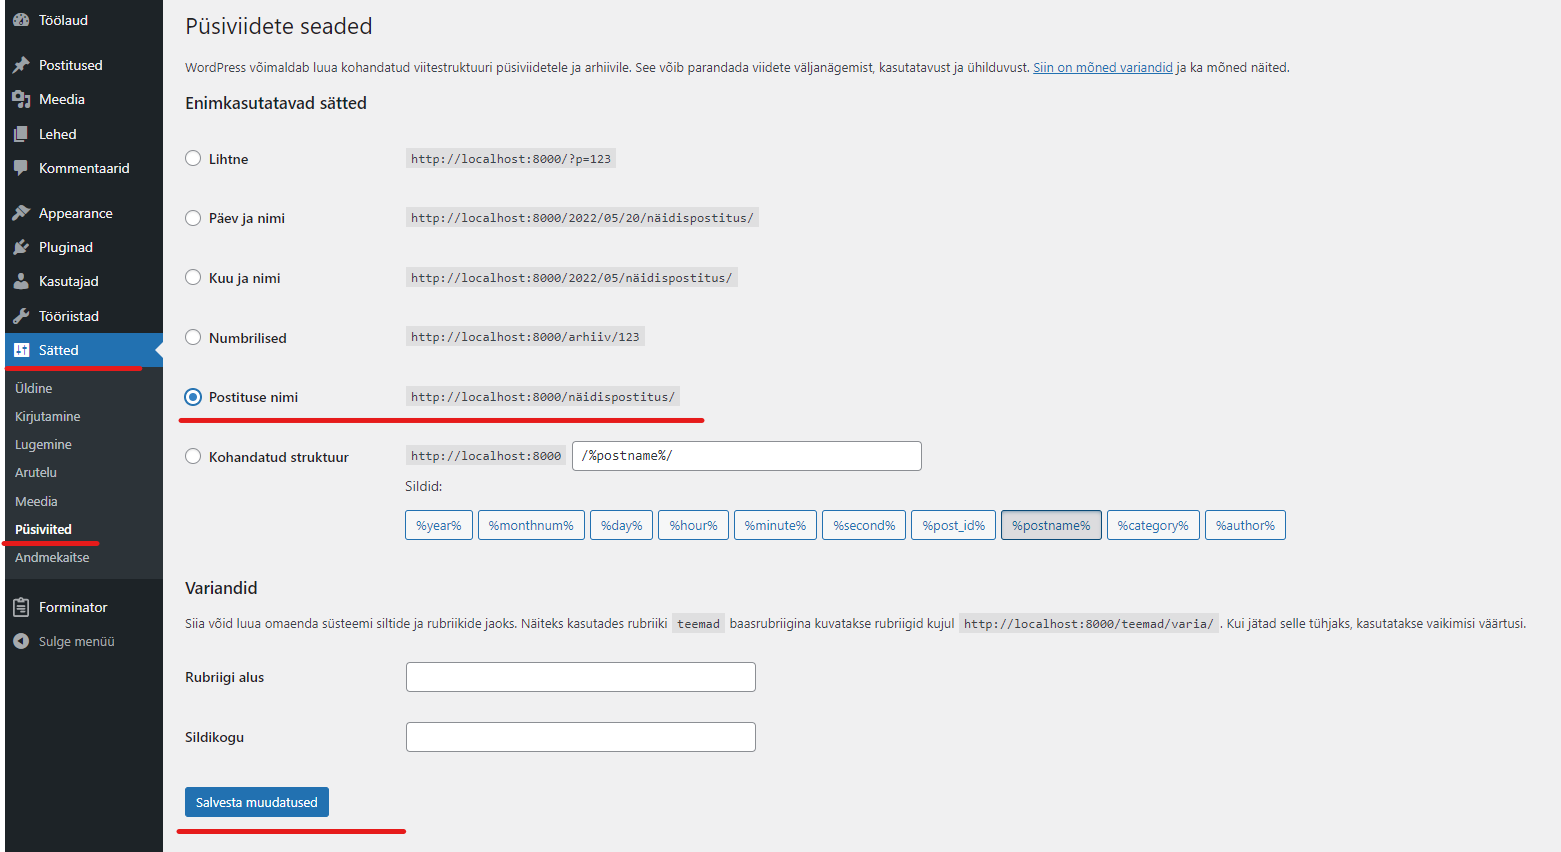 Töölaud
Postitused
Meedia
Lehed
Kommentaarid
Appearance
Pluginad
Kasutajad
Tööriistad
Sätted
Üldine
Kirjutamine
Lugemine
Arutelu
Meedia
Püsiviited
Andmekaitse
Forminator
Sulge menüü
Püsiviidete seaded
WordPress võimaldab luua kohandatud viitestruktuuri püsiviidetele ja arhiivile. See võib parandada viidete väljanägemist, kasutatavust ja ühilduvust. Siin on mõned variandid ja ka mõned näited.
Enimkasutatavad sätted
Lihtne http://localhost:8000/?p=123
Päev ja nimi http://localhost:8000/2022/05/20/näidispostitus/
Kuu ja nimi http://localhost:8000/2022/05/näidispostitus/
Numbrilised http://localhost:8000/arhiiv/123
Postituse nimi http://localhost:8000/näidispostitus/
Kohandatud struktuur http://localhost:8000 /%postname%/
Sildid:
%year% %monthnum% %day% %hour% %minute% %second% %post_id% %postname% %category% %author%
Variandid
Siia võid luua omaenda süsteemi siltide ja rubriikide jaoks. Näiteks kasutades rubriiki teemad baasrubriigina kuvatakse rubriigid kujul http://localhost:8000/teemad/varia/ . Kui jätad selle tühjaks, kasutatakse vaikimisi väärtusi.
Rubriigi alus
Sildikogu
Salvesta muudatused